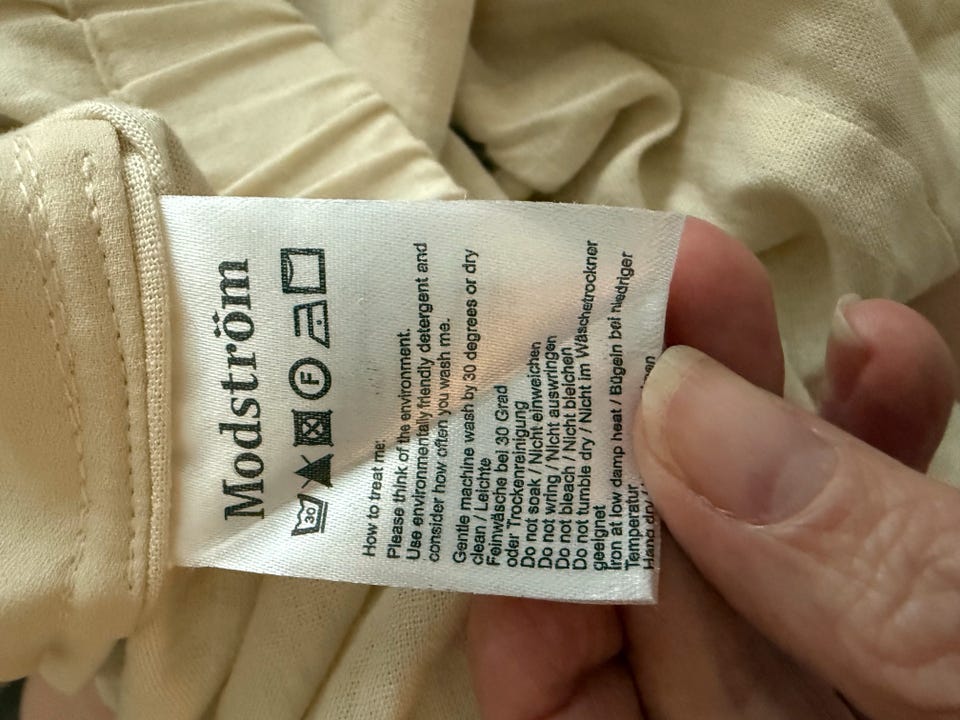 Modström
30
F
How to treat me:
Please think of the environment.
Use environmentally friendly detergent and
consider how often you wash me.
Gentle machine wash by 30 degrees or dry
clean / Leichte
Feinwäsche bei 30 Grad
oder Trockenreinigung
Do not soak / Nicht einweichen
Do not wring / Nicht auswringen
Do not bleach / Nicht bleichen
Do not tumble dry / Nicht im Wäschetrockner
geeignet
Iron at low damp heat / Bügeln bei niedriger
Temperatur
Hang dry